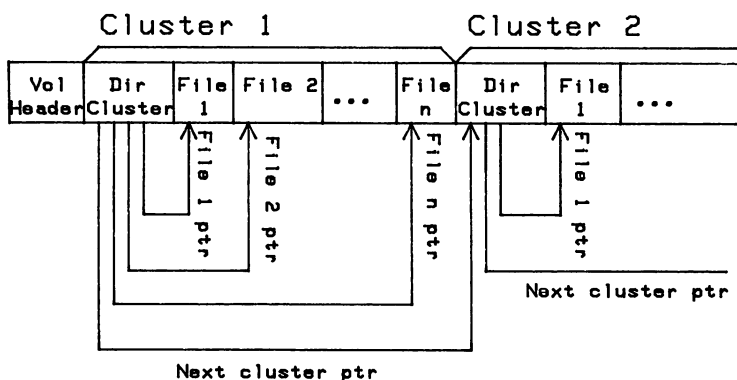 Cluster 1
Cluster 2
Vol
Header
Dir
Cluster
File
1
File 2
...
File
n
Dir
Cluster
File
1
...
File 1 ptr
File 2 ptr
File n ptr
File 1 ptr
Next cluster ptr
Next cluster ptr